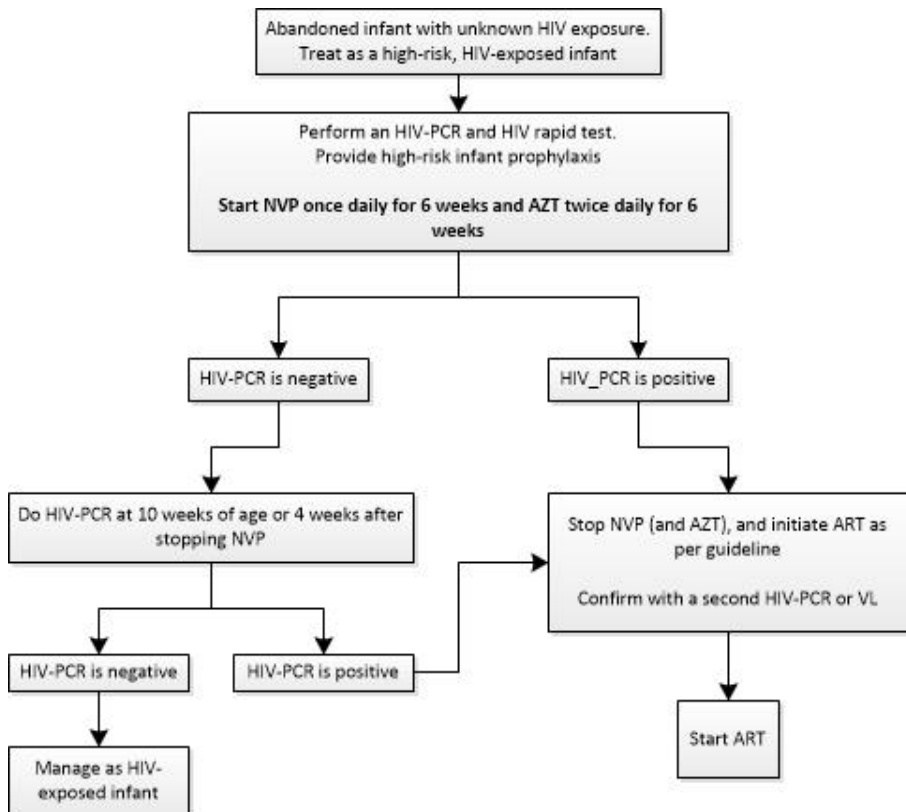 Abandoned infant with unknown HIV exposure.
Treat as a high-risk, HIV-exposed infant
Perform an HIV-PCR and HIV rapid test.
Provide high-risk infant prophylaxis
Start NVP once daily for 6 weeks and AZT twice daily for 6
weeks
HIV-PCR is negative
HIV_PCR is positive
Do HIV-PCR at 10 weeks of age or 4 weeks after
stopping NVP
Stop NVP (and AZT), and initiate ART as
per guideline
Confirm with a second HIV-PCR or VL
HIV-PCR is negative
HIV-PCR is positive
Start ART
Manage as HIV-
exposed infant